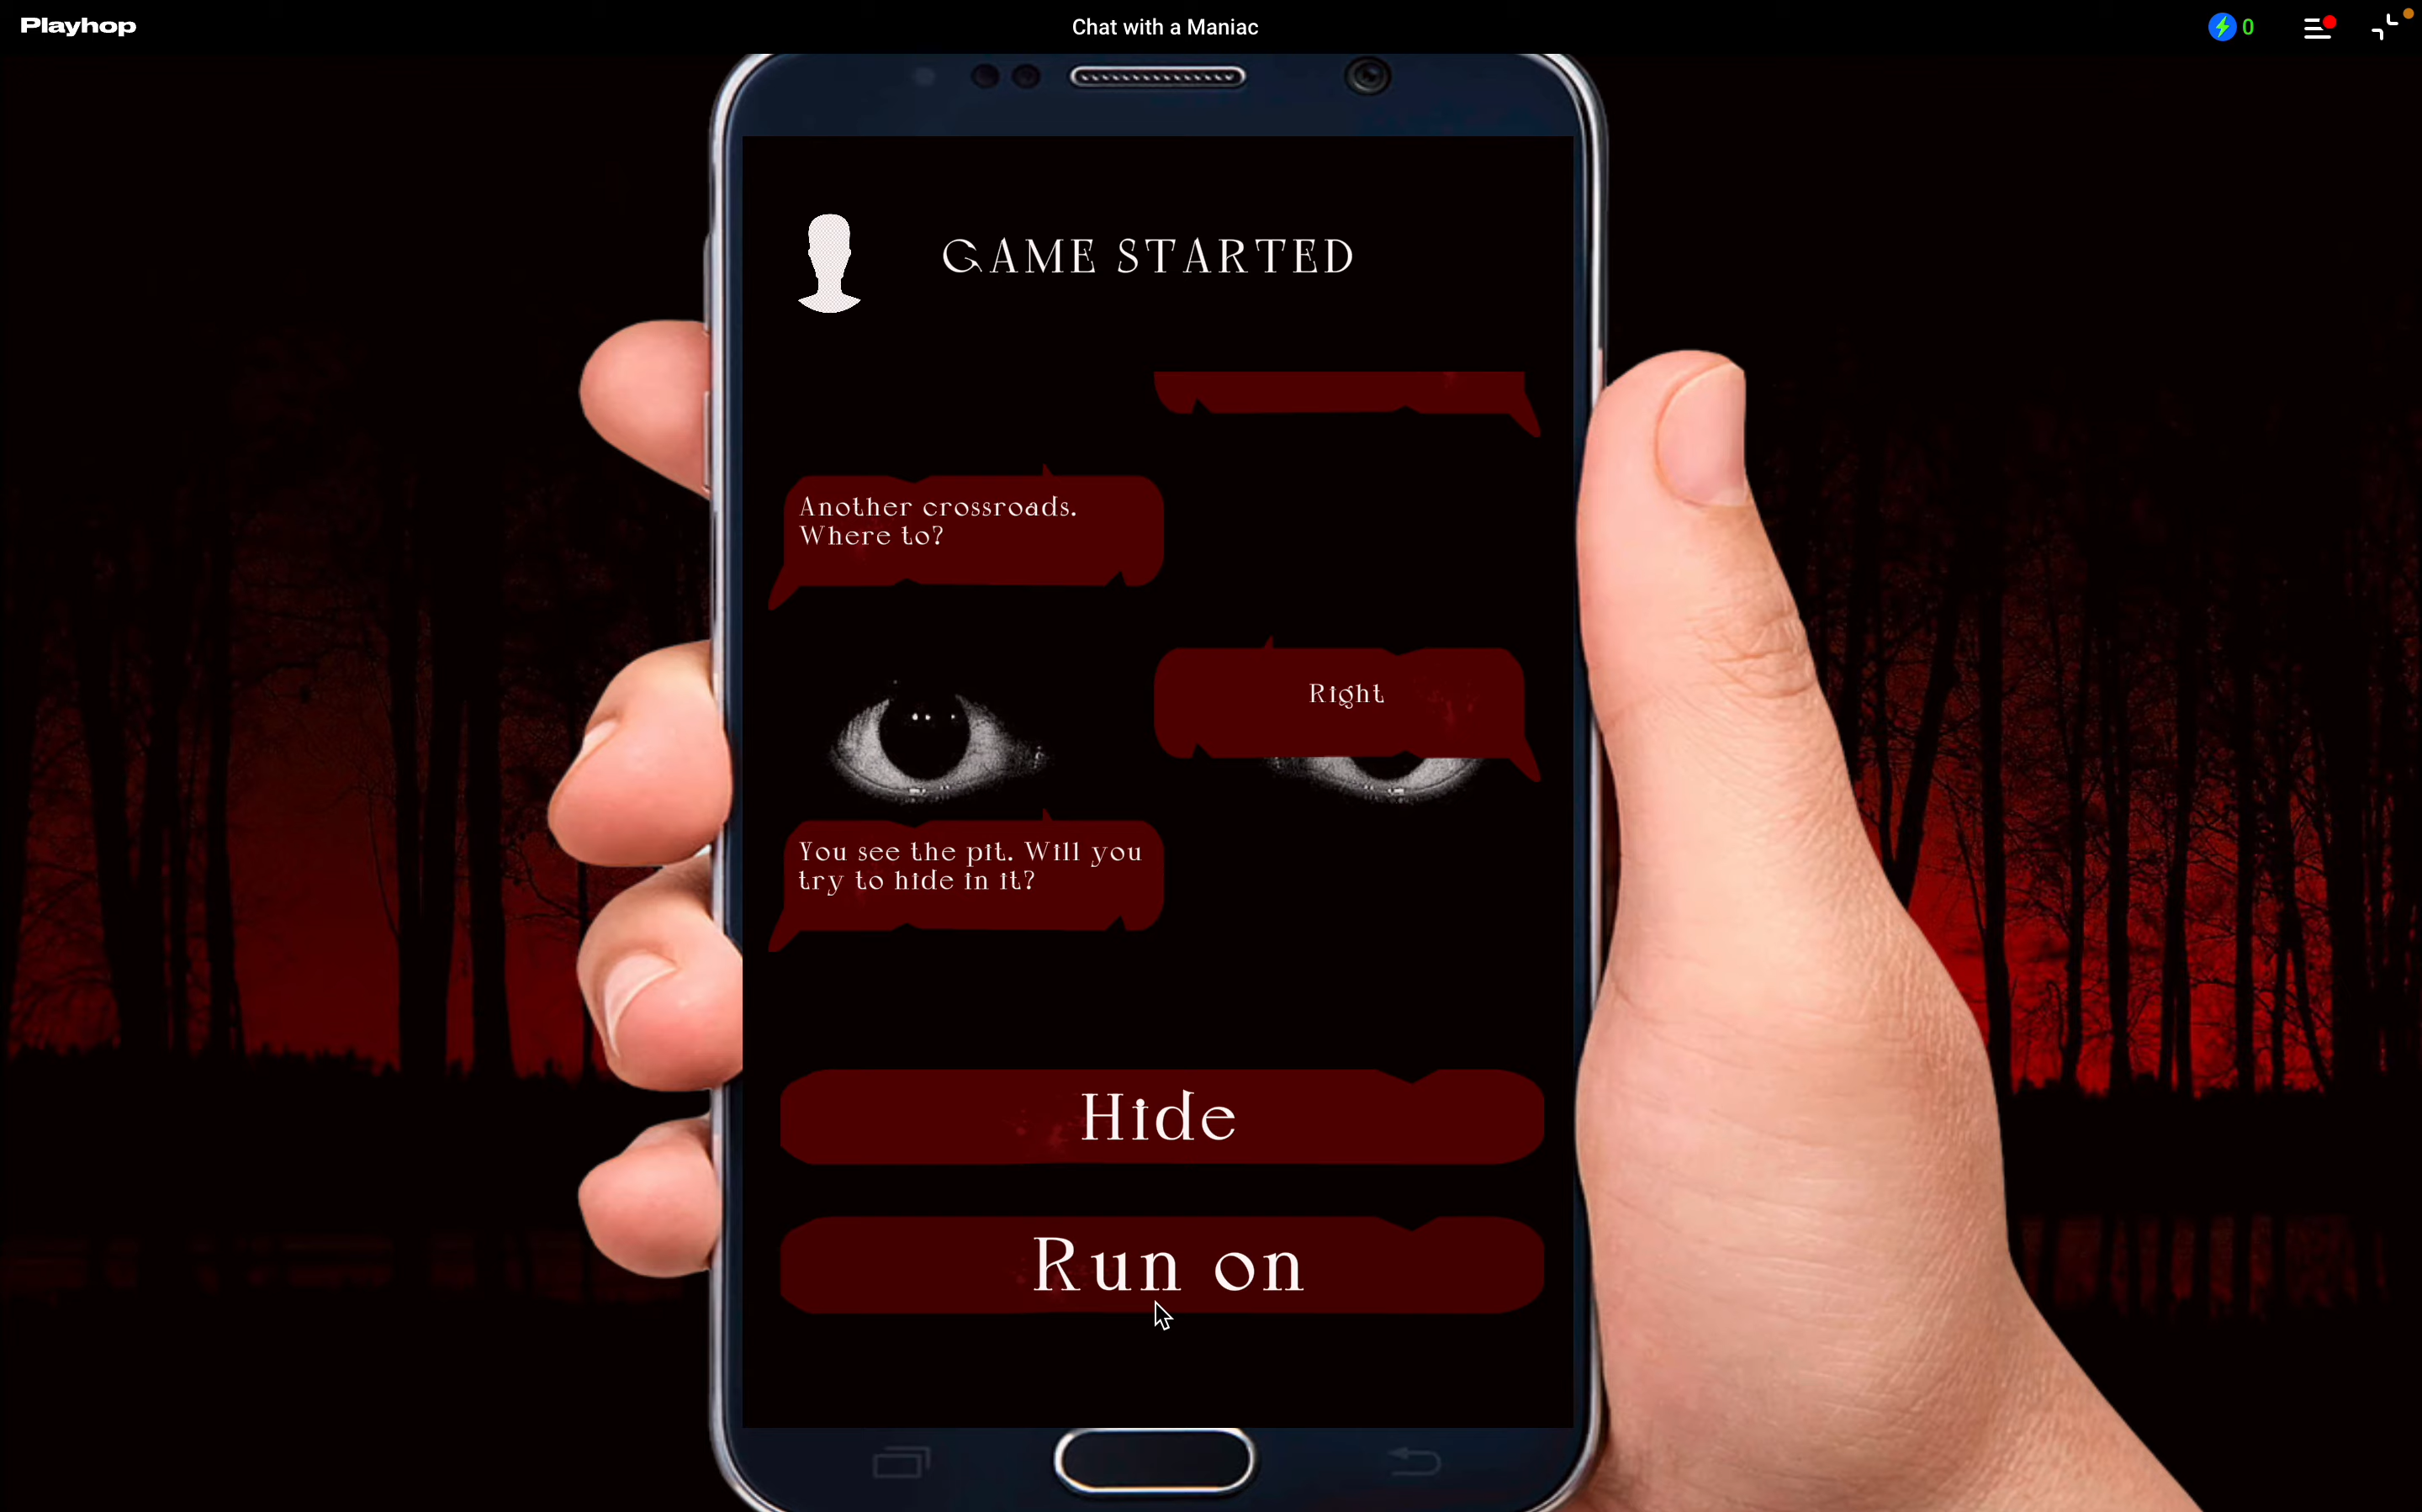 Playhop
Chat with a Maniac
0
GAME STARTED
Another crossroads.
Where to?
Right
You see the pit. Will you
try to hide in it?
Hide
Run on